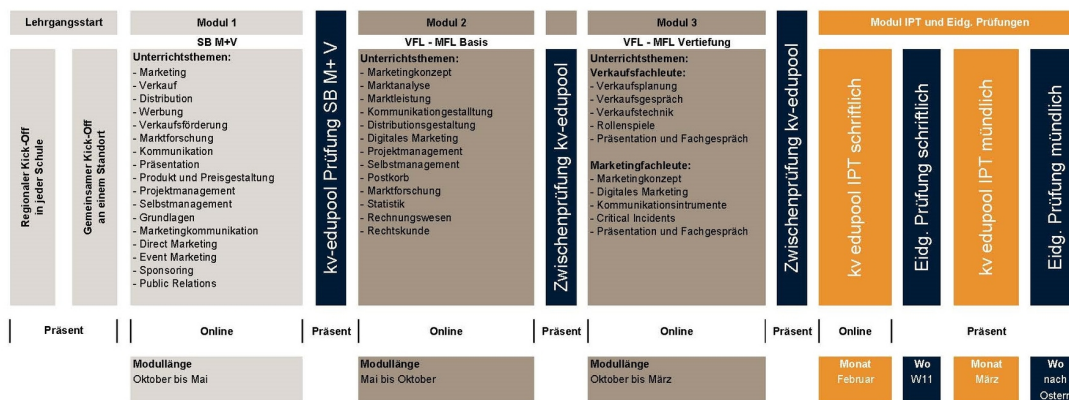 Lehrgangsstart
Regionaler Kick-Off
in jeder Schule
Gemeinsamer Kick-Off
an einem Standort
Präsent
Modul 1
SB M+V
Unterrichtsthemen:
- Marketing
- Verkauf
- Distribution
- Werbung
- Verkaufsförderung
- Marktforschung
- Kommunikation
- Präsentation
- Produkt und Preisgestaltung
- Projektmanagement
- Selbstmanagement
- Grundlagen
- Marketingkommunikation
- Direct Marketing
- Event Marketing
- Sponsoring
- Public Relations
Online
Modullänge
Oktober bis Mai
kv-edupool Prüfung SB M+ V
Präsent
Modul 2
VFL - MFL Basis
Unterrichtsthemen:
- Marketingkonzept
- Marktanalyse
- Marktleistung
- Kommunikationgestalltung
- Distributionsgestaltung
- Digitales Marketing
- Projektmanagement
- Selbstmanagement
- Postkorb
- Marktforschung
- Statistik
- Rechnungswesen
- Rechtskunde
Online
Modullänge
Mai bis Oktober
Zwischenprüfung kv-edupool
Präsent
Modul 3
VFL - MFL Vertiefung
Unterrichtsthemen:
Verkaufsfachleute:
- Verkaufsplanung
- Verkaufsgespräch
- Verkaufstechnik
- Rollenspiele
- Präsentation und Fachgespräch
Marketingfachleute:
- Marketingkonzept
- Digitales Marketing
- Kommunikationsintrumente
- Critical Incidents
- Präsentation und Fachgespräch
Online
Modullänge
Oktober bis März
Zwischenprüfung kv-edupool
Präsent
Modul IPT und Eidg. Prüfungen
kv edupool IPT schriftlich
Eidg. Prüfung schriftlich
kv edupool IPT mündlich
Eidg. Prüfung mündlich
Online
Präsent
Monat
Februar
Wo
W11
Monat
März
Wo
nach
Ostern